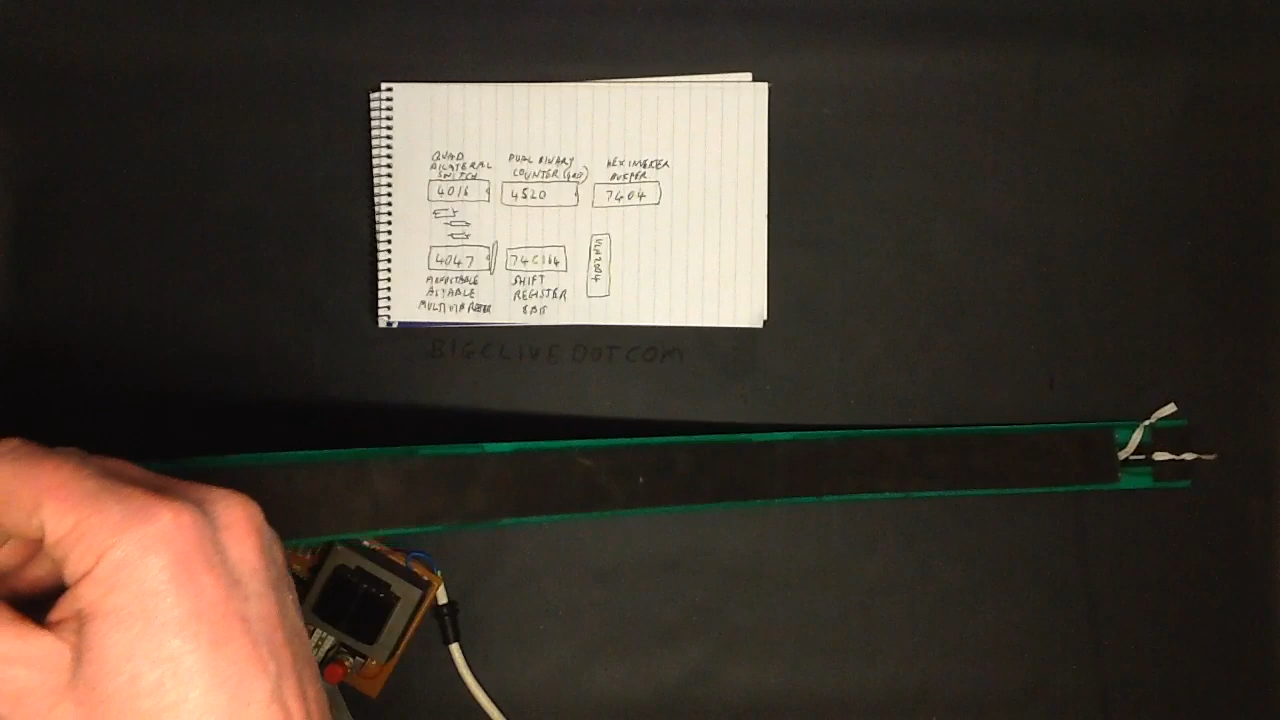 QUAD
BILATERAL
SWITCH
4016
DUAL BINARY
COUNTER
4520
HEX INVERTER
BUFFER
7404
4047
ASTABLE
74C164
SHIFT
REGISTER
8 BIT
2004
BIGCLIVEDOTCOM